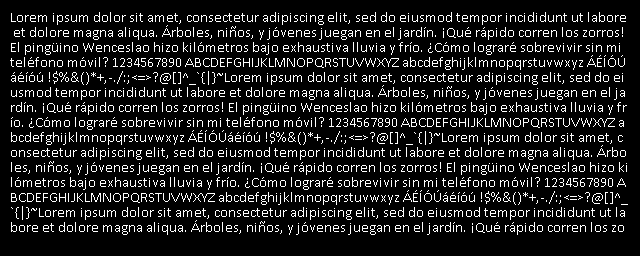 Lorem ipsum dolor sit amet, consectetur adipiscing elit, sed do eiusmod tempor incididunt ut labore
et dolore magna aliqua. Árboles, niños, y jóvenes juegan en el jardín. ¡Qué rápido corren los zorros!
El pingüino Wenceslao hizo kilómetros bajo exhaustiva lluvia y frío. ¿Cómo lograré sobrevivir sin mi
teléfono móvil? 1234567890 ABCDEFGHIJKLMNOPQRSTUVWXYZ abcdefghijklmnopqrstuvwxyz ÁÉÍÓÚ
áéíóú !$%&()*+,-./:;<=>?@[]^_`{|}~Lorem ipsum dolor sit amet, consectetur adipiscing elit, sed do ei
usmod tempor incididunt ut labore et dolore magna aliqua. Árboles, niños, y jóvenes juegan en el ja
rdín. ¡Qué rápido corren los zorros! El pingüino Wenceslao hizo kilómetros bajo exhaustiva lluvia y fr
ío. ¿Cómo lograré sobrevivir sin mi teléfono móvil? 1234567890 ABCDEFGHIJKLMNOPQRSTUVWXYZ a
bcdefghijklmnopqrstuvwxyz ÁÉÍÓÚáéíóú !$%&()*+,-./:;<=>?@[]^_`{|}~Lorem ipsum dolor sit amet, c
onsectetur adipiscing elit, sed do eiusmod tempor incididunt ut labore et dolore magna aliqua. Árbo
les, niños, y jóvenes juegan en el jardín. ¡Qué rápido corren los zorros! El pingüino Wenceslao hizo ki
lómetros bajo exhaustiva lluvia y frío. ¿Cómo lograré sobrevivir sin mi teléfono móvil? 1234567890 A
BCDEFGHIJKLMNOPQRSTUVWXYZ abcdefghijklmnopqrstuvwxyz ÁÉÍÓÚáéíóú !$%&()*+,-./:;<=>?@[]^_
`{|}~Lorem ipsum dolor sit amet, consectetur adipiscing elit, sed do eiusmod tempor incididunt ut la
bore et dolore magna aliqua. Árboles, niños, y jóvenes juegan en el jardín. ¡Qué rápido corren los zo